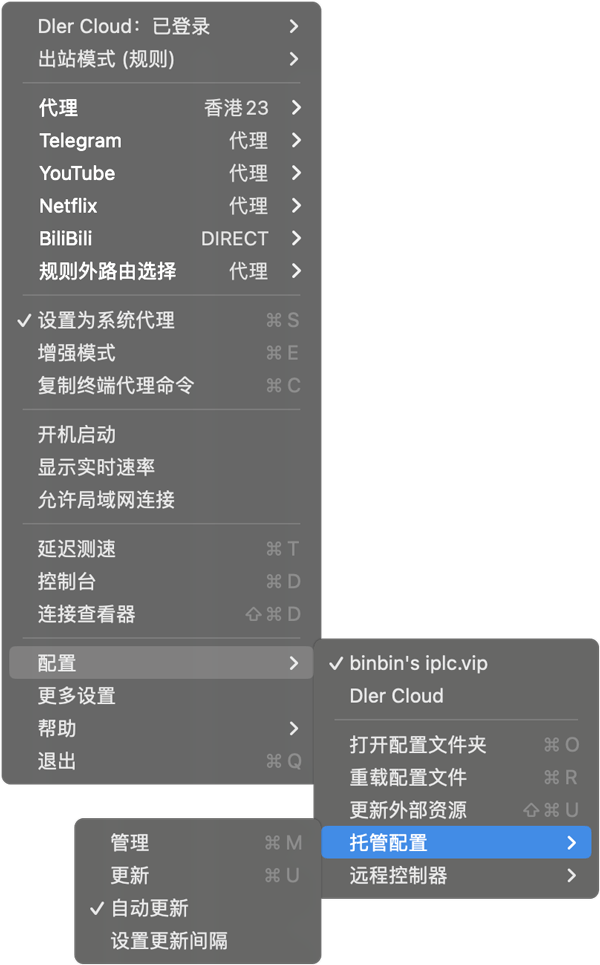 Dler Cloud：已登录
出站模式 (规则)
代理 香港23
Telegram 代理
YouTube 代理
Netflix 代理
BiliBili DIRECT
规则外路由选择 代理
设置为系统代理 ⌘ S
增强模式 ⌘ E
复制终端代理命令 ⌘ C
开机启动
显示实时速率
允许局域网连接
延迟测速 ⌘ T
控制台 ⌘ D
连接查看器 ⇧ ⌘ D
配置
更多设置
帮助
退出 ⌘ Q
binbin's iplc.vip
Dler Cloud
打开配置文件夹 ⌘ O
重载配置文件 ⌘ R
更新外部资源 ⇧ ⌘ U
托管配置
远程控制器
管理 ⌘ M
更新 ⌘ U
自动更新
设置更新间隔